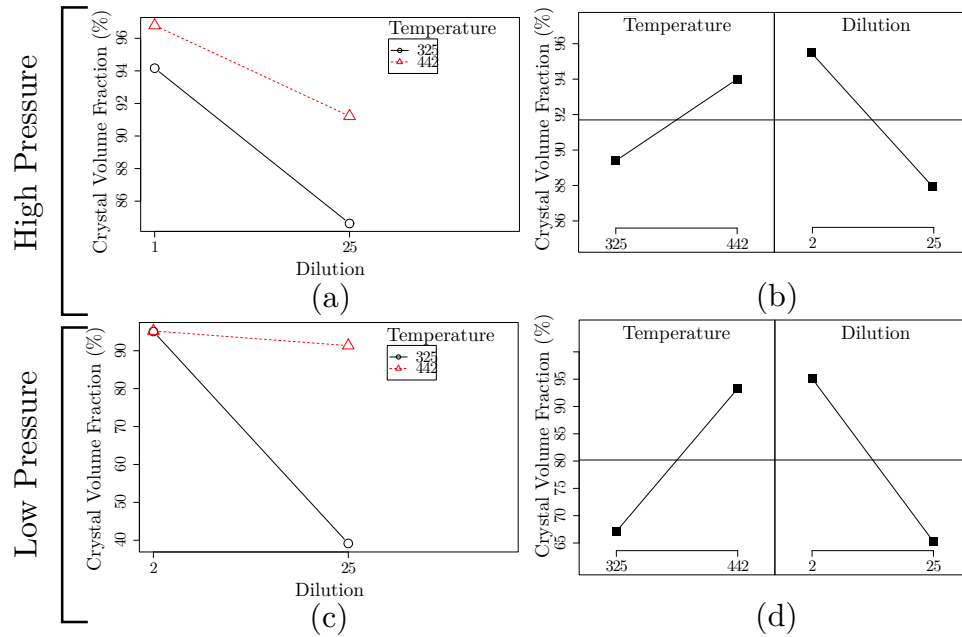 High Pressure
Crystal Volume Fraction (%)
86 88 90 92 94 96
Temperature
325
442
1 25
Dilution
(a)
Crystal Volume Fraction (%)
86 88 90 92 94 96
Temperature Dilution
325 442 2 25
(b)
Low Pressure
Crystal Volume Fraction (%)
40 50 60 70 80 90
Temperature
325
442
2 25
Dilution
(c)
Crystal Volume Fraction (%)
65 70 75 80 85 90 95
Temperature Dilution
325 442 2 25
(d)